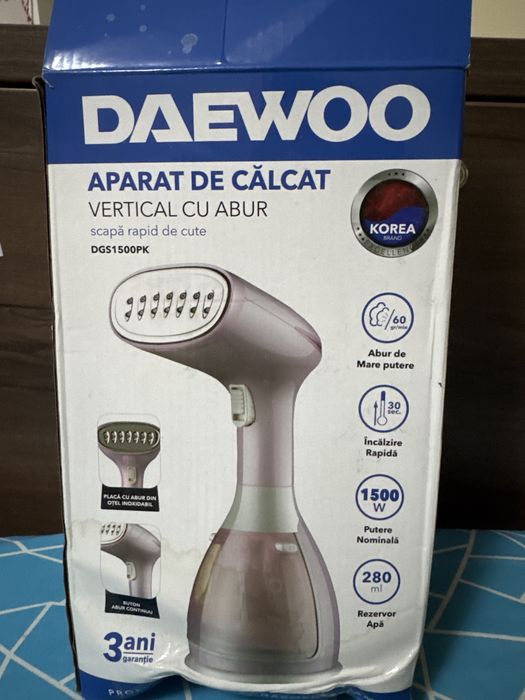 DAEWOO
APARAT DE CĂLCAT
VERTICAL CU ABUR
scapă rapid de cute
DGS1500PK
KOREA
BRAND
/60
gr/min
Abur de
Mare putere
30
sec.
Încălzire
Rapidă
1500
W
Putere
Nominală
280
ml
Rezervor
Apă
PLACĂ CU ABUR DIN
OȚEL INOXIDABIL
BUTON
ABUR CONTINUU
3 ani
garanție